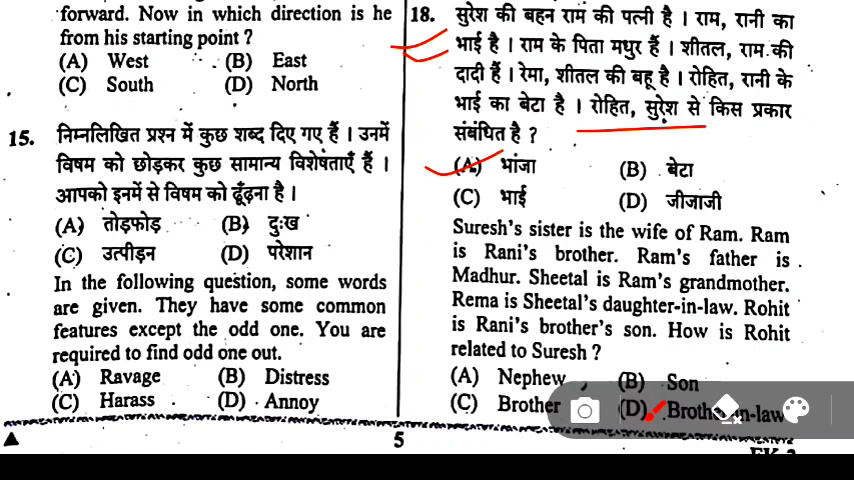 forward. Now in which direction is he
from his starting point ?
(A) West (B) East
(C) South (D) North
15. निम्नलिखित प्रश्न में कुछ शब्द दिए गए हैं । उनमें
विषम को छोड़कर कुछ सामान्य विशेषताएँ हैं ।
आपको इनमें से विषम को ढूँढ़ना है ।
(A) तोड़फोड़ (B) दुःख
(C) उत्पीड़न (D) परेशान
In the following question, some words
are given. They have some common
features except the odd one. You are
required to find odd one out.
(A) Ravage (B) Distress
(C) Harass (D) Annoy
18. सुरेश की बहन राम की पत्नी है । राम, रानी का
भाई है । राम के पिता मधुर हैं । शीतल, राम की
दादी हैं । रेमा, शीतल की बहू है । रोहित, रानी के
भाई का बेटा है । रोहित, सुरेश से किस प्रकार
संबंधित है ?
(A) भांजा (B) बेटा
(C) भाई (D) जीजाजी
Suresh's sister is the wife of Ram. Ram
is Rani's brother. Ram's father is
Madhur. Sheetal is Ram's grandmother.
Rema is Sheetal's daughter-in-law. Rohit
is Rani's brother's son. How is Rohit
related to Suresh ?
(A) Nephew (B) Son
(C) Brother (D) Brother-in-law
5